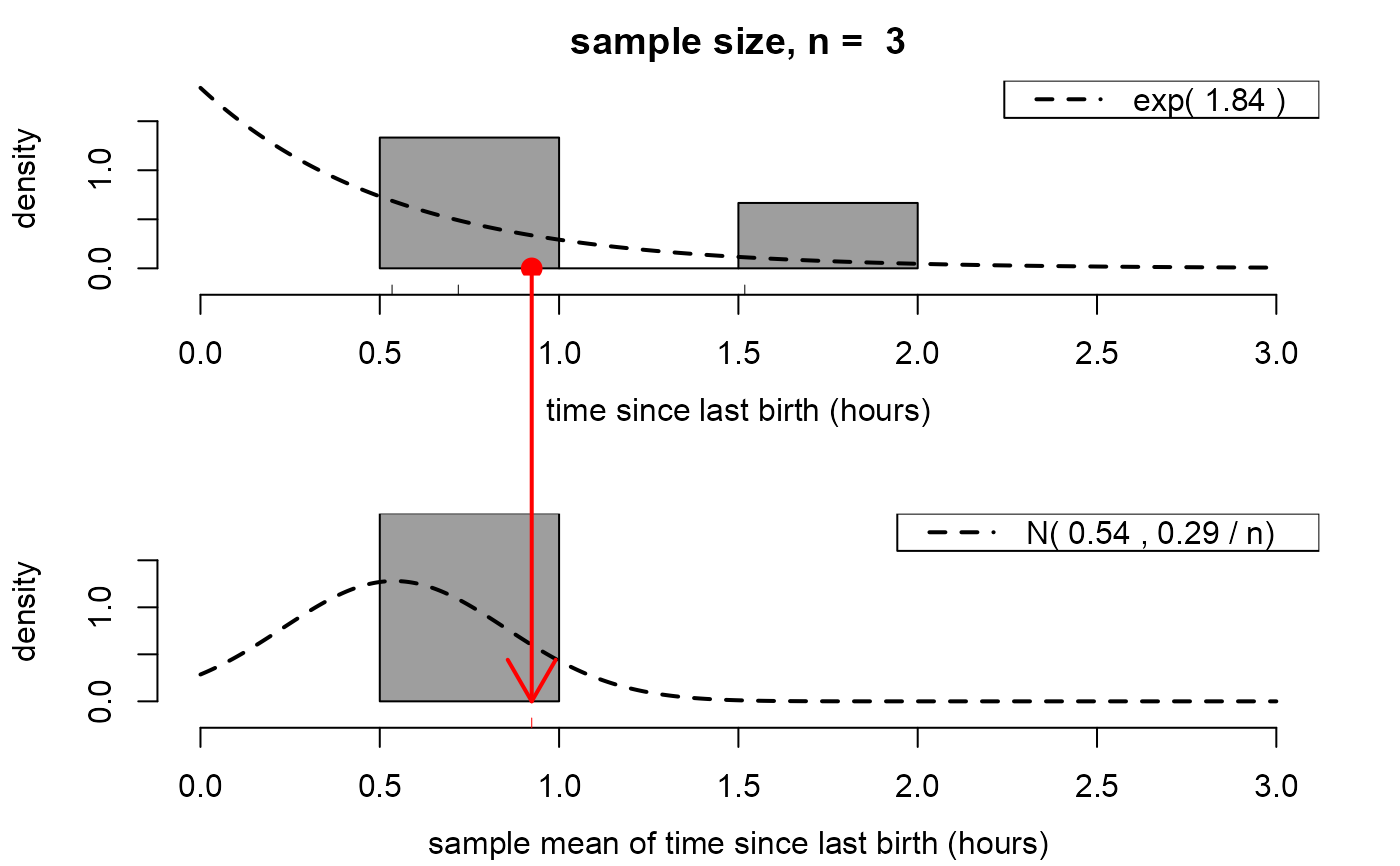 sample size, n =  3
exp( 1.84 )
density
0.0 1.0
0.0 0.5 1.0 1.5 2.0 2.5 3.0
time since last birth (hours)
N( 0.54 , 0.29 / n)
density
0.0 1.0
0.0 0.5 1.0 1.5 2.0 2.5 3.0
sample mean of time since last birth (hours)